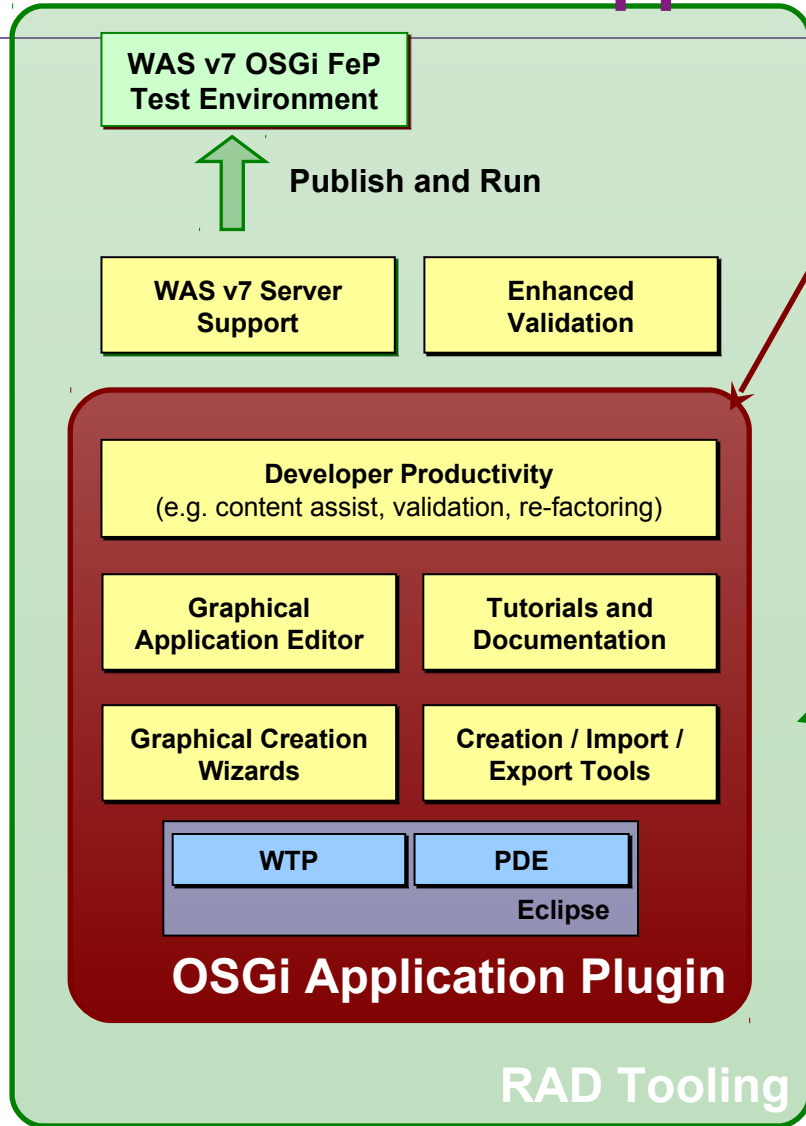 WAS v7 OSGi FeP
Test Environment
Publish and Run
WAS v7 Server
Support
Enhanced
Validation
Developer Productivity
(e.g. content assist, validation, re-factoring)
Graphical
Application Editor
Tutorials and
Documentation
Graphical Creation
Wizards
Creation / Import /
Export Tools
WTP
PDE
Eclipse
OSGi Application Plugin
RAD Tooling